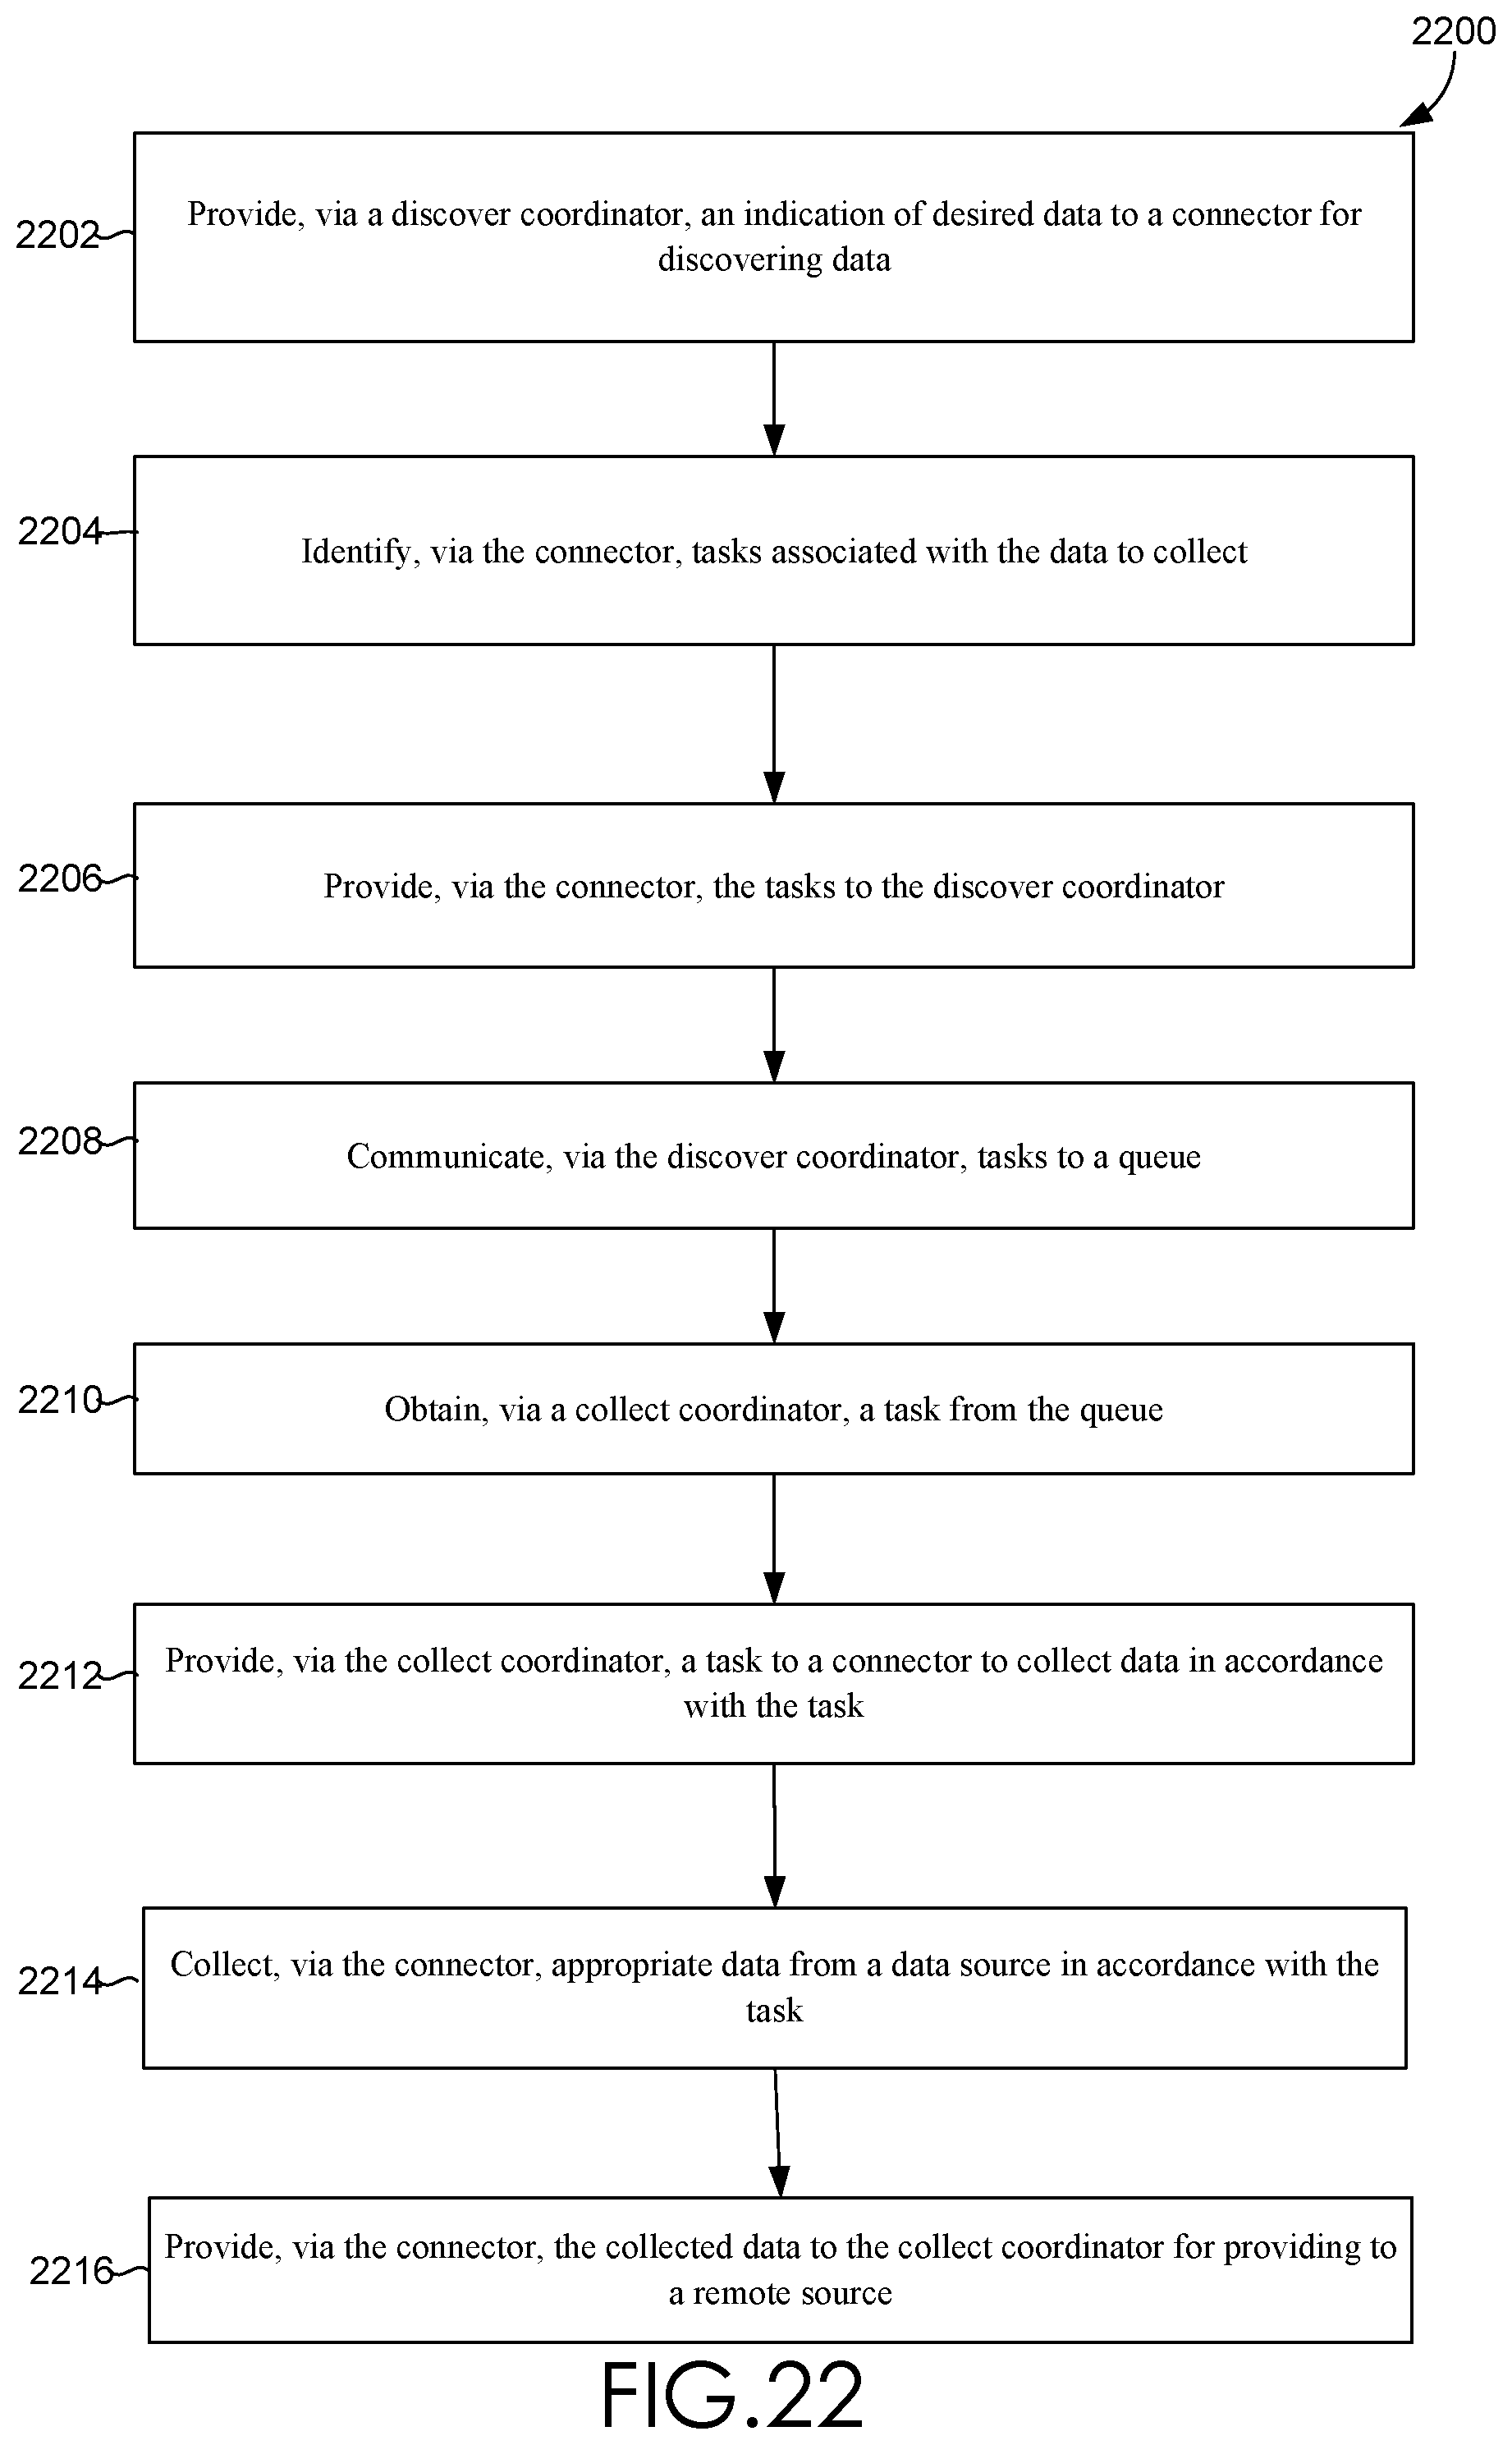 2200
2202
Provide, via a discover coordinator, an indication of desired data to a connector for
discovering data
2204
Identify, via the connector, tasks associated with the data to collect
2206
Provide, via the connector, the tasks to the discover coordinator
2208
Communicate, via the discover coordinator, tasks to a queue
2210
Obtain, via a collect coordinator, a task from the queue
2212
Provide, via the collect coordinator, a task to a connector to collect data in accordance
with the task
2214
Collect, via the connector, appropriate data from a data source in accordance with the
task
2216
Provide, via the connector, the collected data to the collect coordinator for providing to
a remote source
FIG.22